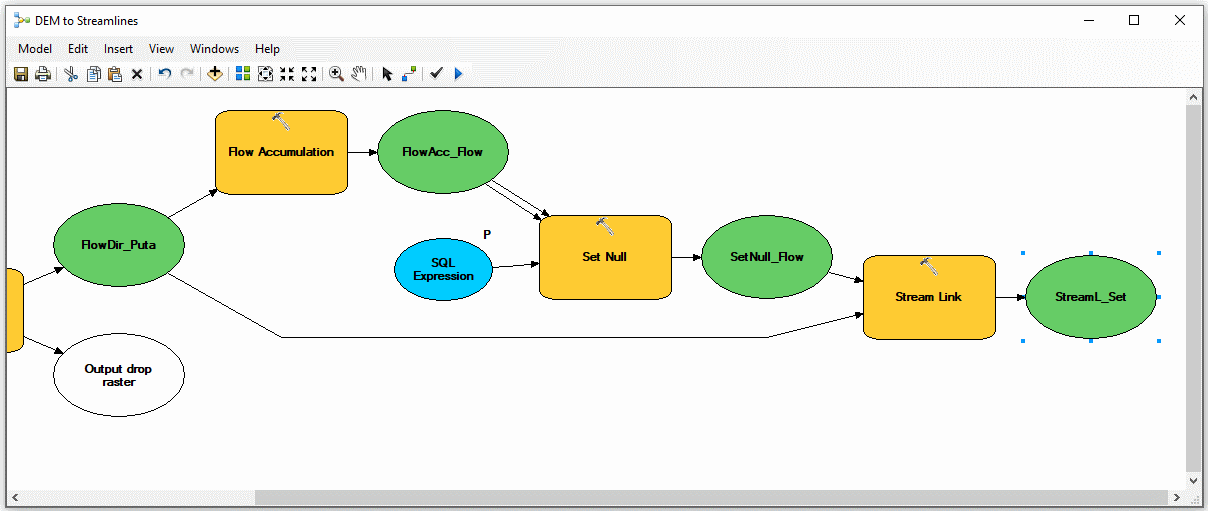 DEM to Streamlines
Model Edit Insert View Windows Help
Flow Accumulation
FlowAcc_Flow
FlowDir_Puta
P
SQL
Expression
Set Null
SetNull_Flow
Stream Link
StreamL_Set
Output drop
raster